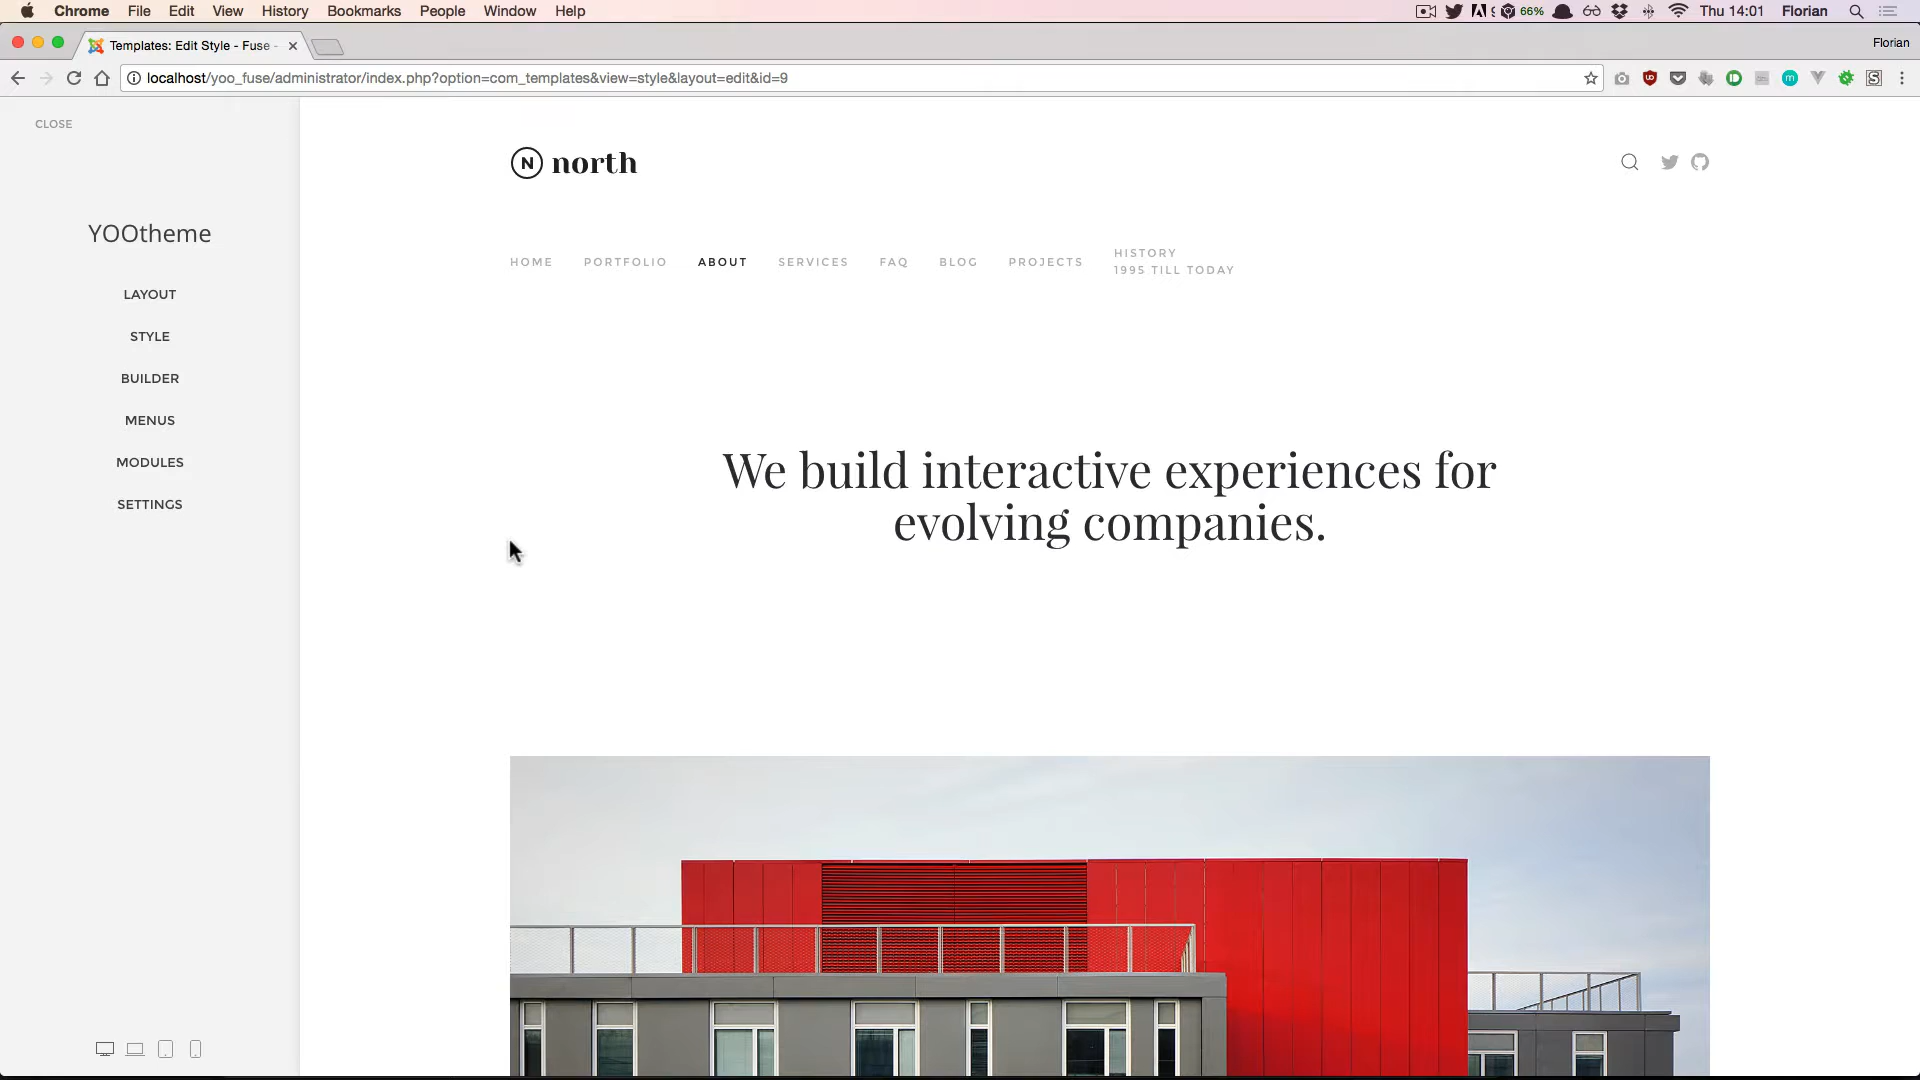 Chrome File Edit View History Bookmarks People Window Help 66% Thu 14:01 Florian
Templates: Edit Style - Fuse - Florian
localhost/yoo_fuse/administrator/index.php?option=com_templates&view=style&layout=edit&id=9
CLOSE
YOOtheme
LAYOUT
STYLE
BUILDER
MENUS
MODULES
SETTINGS
N north
HOME PORTFOLIO ABOUT SERVICES FAQ BLOG PROJECTS HISTORY
1995 TILL TODAY
We build interactive experiences for
evolving companies.